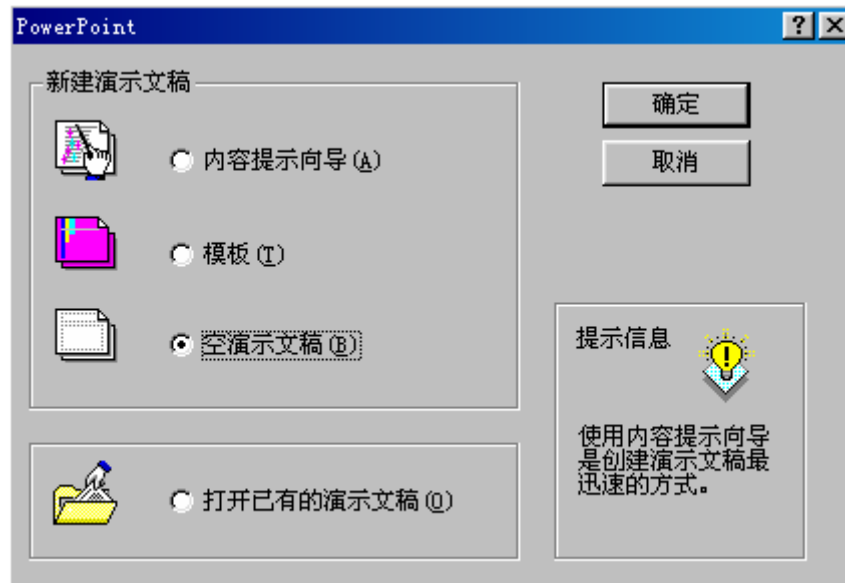 PowerPoint
新建演示文稿
内容提示向导(A)
模板(T)
空演示文稿(B)
打开已有的演示文稿(O)
确定
取消
提示信息
使用内容提示向导
是创建演示文稿最
迅速的方式。